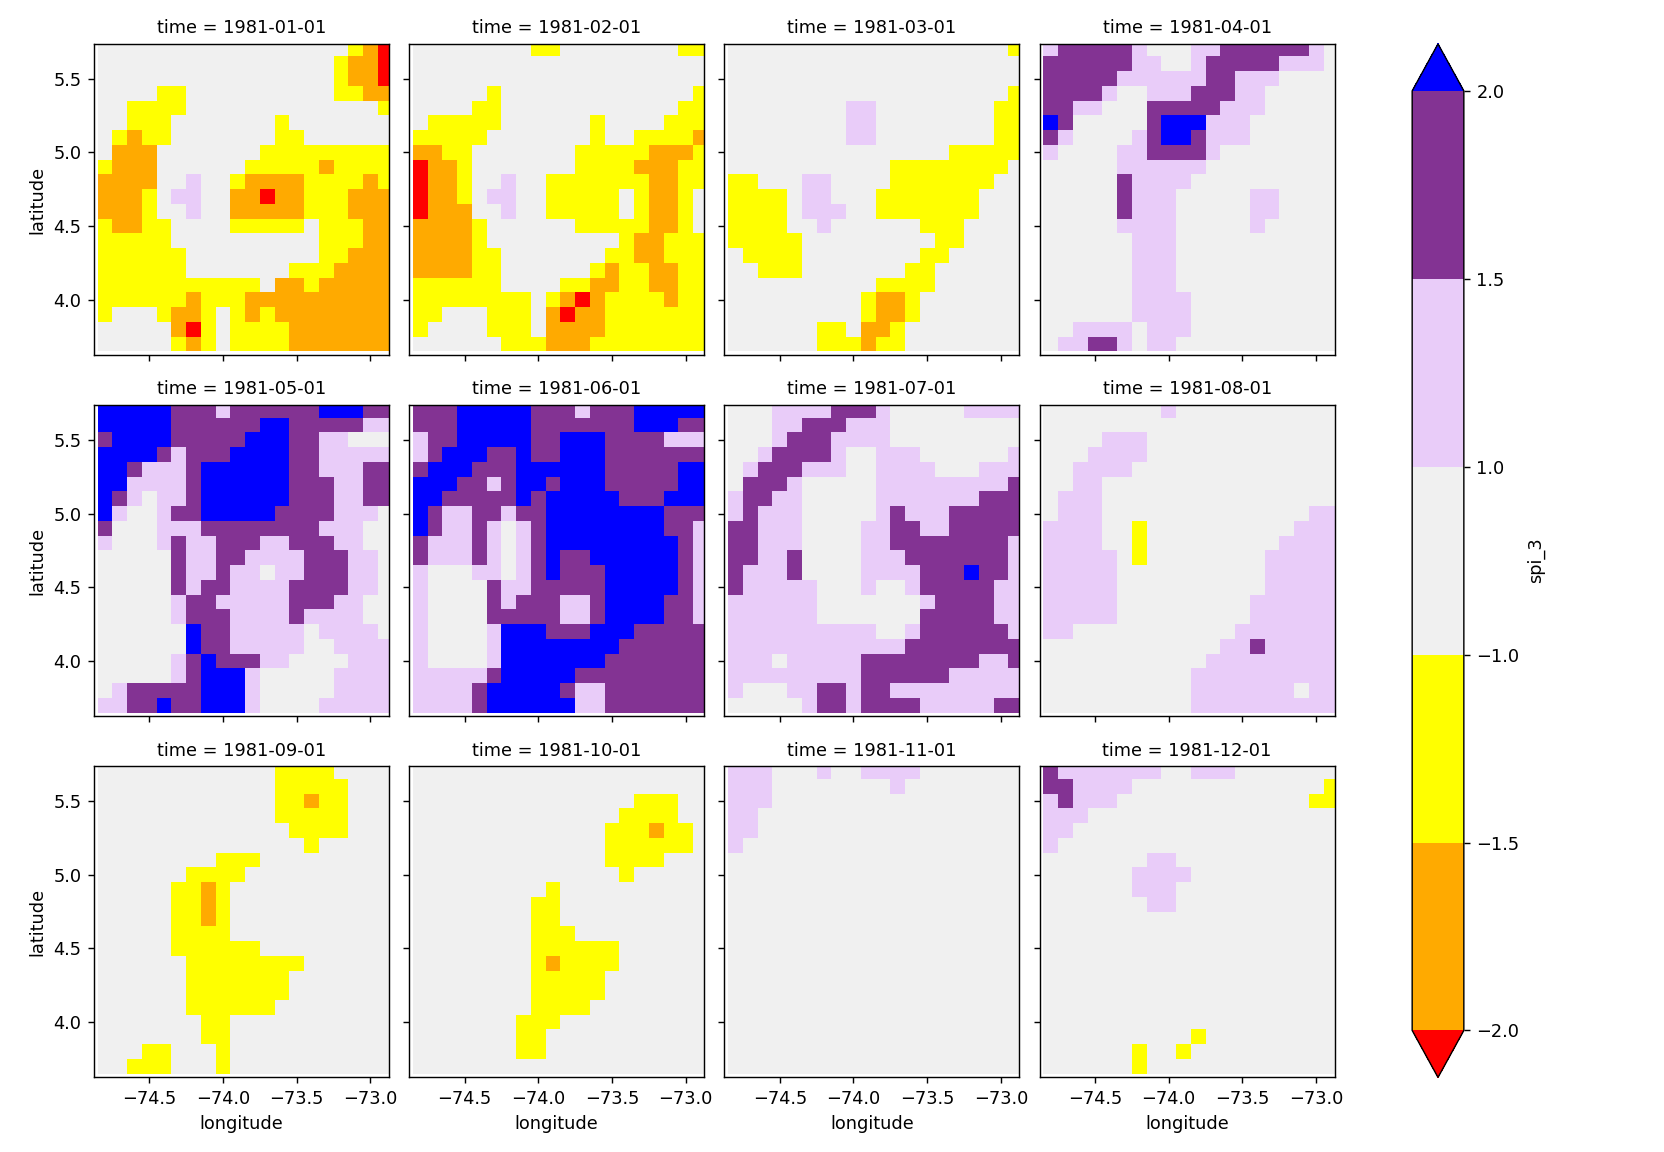 time = 1981-01-01
time = 1981-02-01
time = 1981-03-01
time = 1981-04-01
latitude
5.5
5.0
4.5
4.0
time = 1981-05-01
time = 1981-06-01
time = 1981-07-01
time = 1981-08-01
latitude
5.5
5.0
4.5
4.0
time = 1981-09-01
time = 1981-10-01
time = 1981-11-01
time = 1981-12-01
latitude
5.5
5.0
4.5
4.0
−74.5 −74.0 −73.5 −73.0
longitude
−74.5 −74.0 −73.5 −73.0
longitude
−74.5 −74.0 −73.5 −73.0
longitude
−74.5 −74.0 −73.5 −73.0
longitude
2.0
1.5
1.0
−1.0
−1.5
−2.0
spi_3